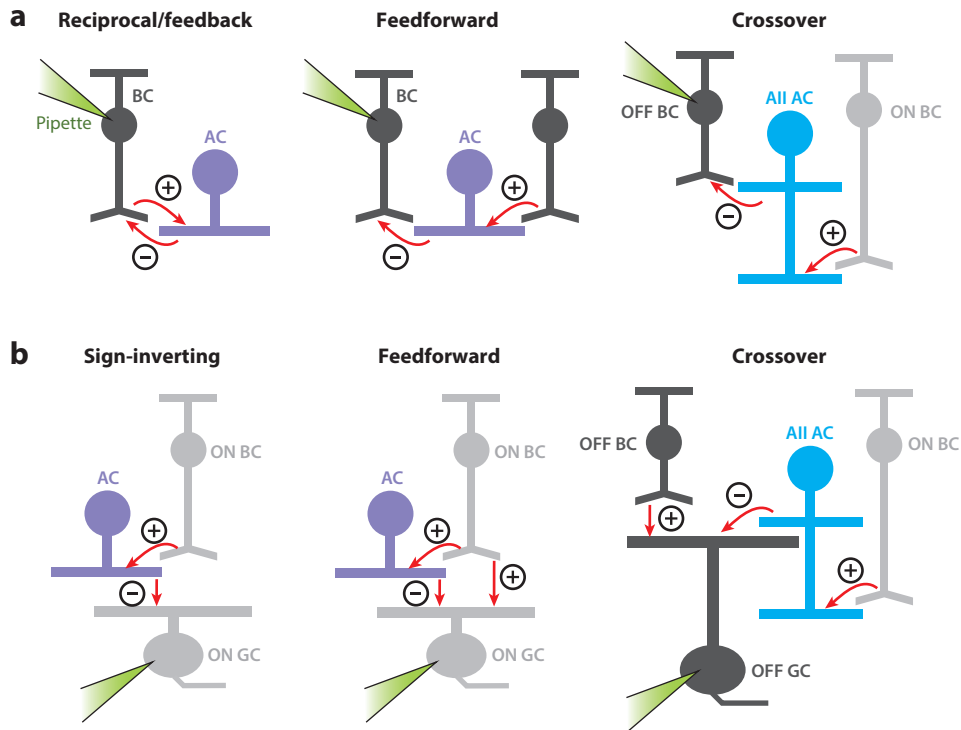 a
Reciprocal/feedback
Feedforward
Crossover
BC
Pipette
AC
+
−
BC
AC
+
−
OFF BC
AII AC
ON BC
−
+
b
Sign-inverting
Feedforward
Crossover
ON BC
AC
+
−
ON GC
ON BC
AC
+
−
+
ON GC
OFF BC
AII AC
ON BC
+
−
+
OFF GC